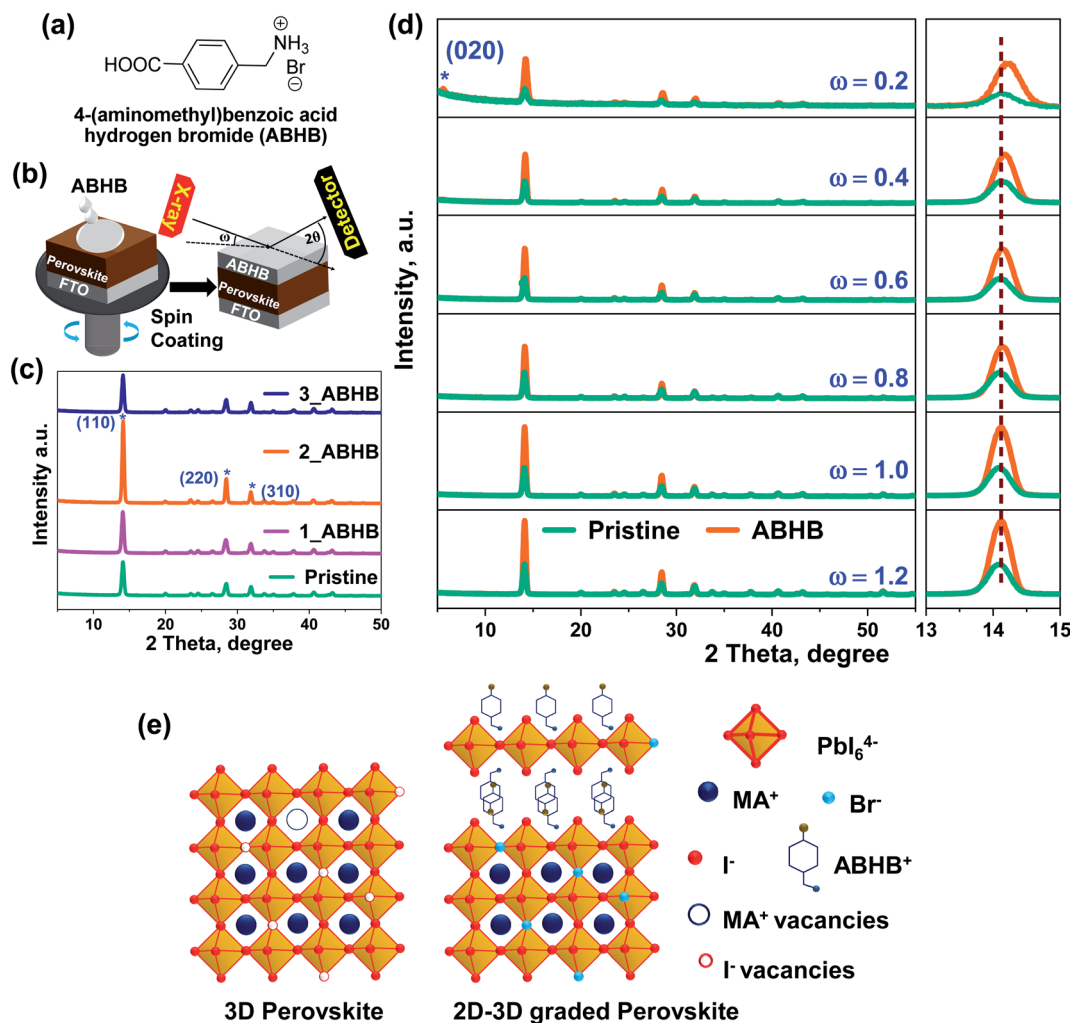 (a)
HOOC
⊕
NH₃
Br
⊖
4-(aminomethyl)benzoic acid
hydrogen bromide (ABHB)
(b)
ABHB
X-ray
Detector
ω
2θ
Perovskite
FTO
ABHB
Perovskite
FTO
Spin
Coating
(c)
3_ABHB
(110)
*
2_ABHB
(220)
*
*
(310)
1_ABHB
Pristine
Intensity a.u.
10 20 30 40 50
2 Theta, degree
(d)
(020)
*
ω = 0.2
ω = 0.4
ω = 0.6
ω = 0.8
ω = 1.0
Pristine
ABHB
ω = 1.2
Intensity, a.u.
10 20 30 40 50
13 14 15
2 Theta, degree
(e)
3D Perovskite
2D-3D graded Perovskite
PbI₆⁴⁻
MA⁺
Br⁻
I⁻
ABHB⁺
MA⁺ vacancies
I⁻ vacancies